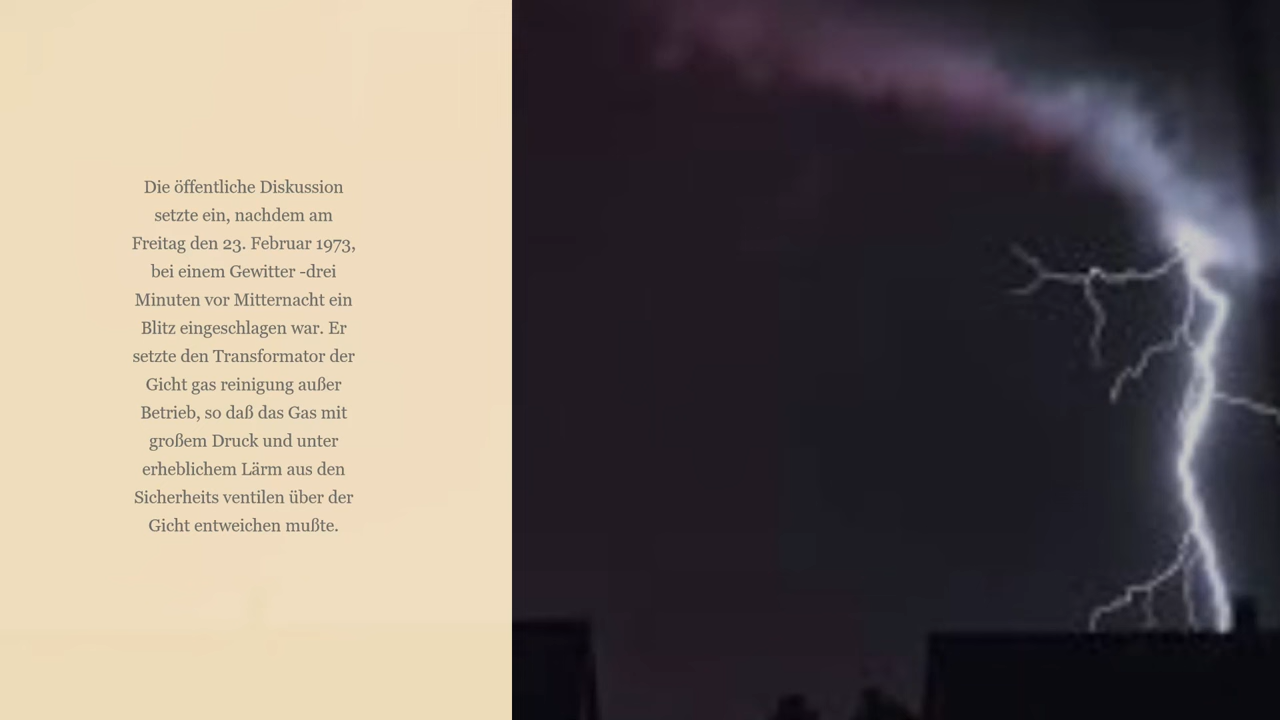 Die öffentliche Diskussion
setzte ein, nachdem am
Freitag den 23. Februar 1973,
bei einem Gewitter -drei
Minuten vor Mitternacht ein
Blitz eingeschlagen war. Er
setzte den Transformator der
Gicht gas reinigung außer
Betrieb, so daß das Gas mit
großem Druck und unter
erheblichem Lärm aus den
Sicherheits ventilen über der
Gicht entweichen mußte.